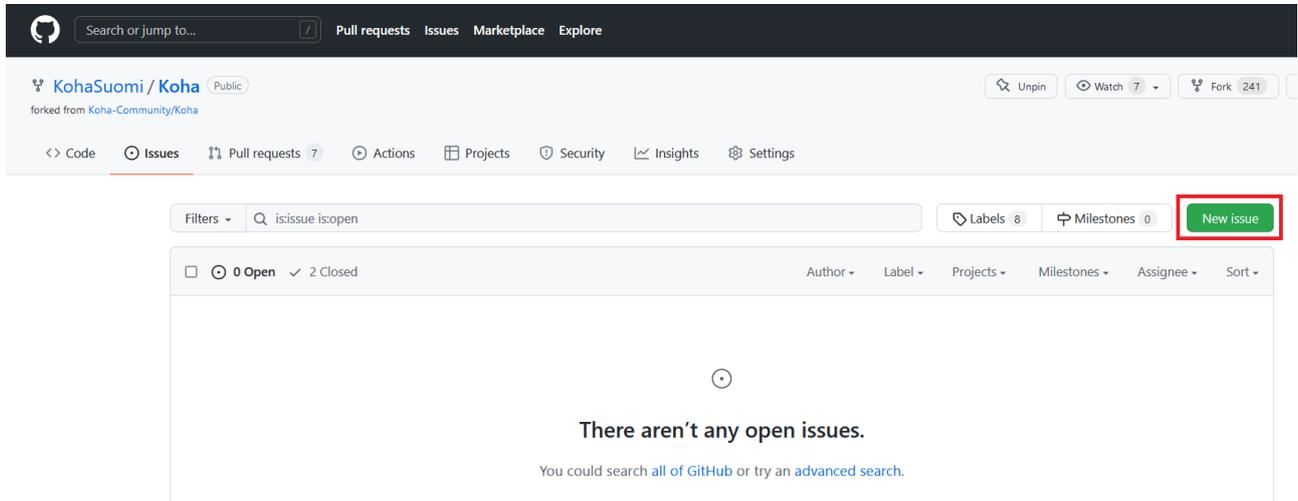 Search or jump to... / Pull requests Issues Marketplace Explore
KohaSuomi / Koha Public Unpin Watch 7 Fork 241
forked from Koha-Community/Koha
<> Code Issues Pull requests 7 Actions Projects Security Insights Settings
Filters is:issue is:open Labels 8 Milestones 0 New issue
0 Open 2 Closed Author Label Projects Milestones Assignee Sort
There aren’t any open issues.
You could search all of GitHub or try an advanced search.